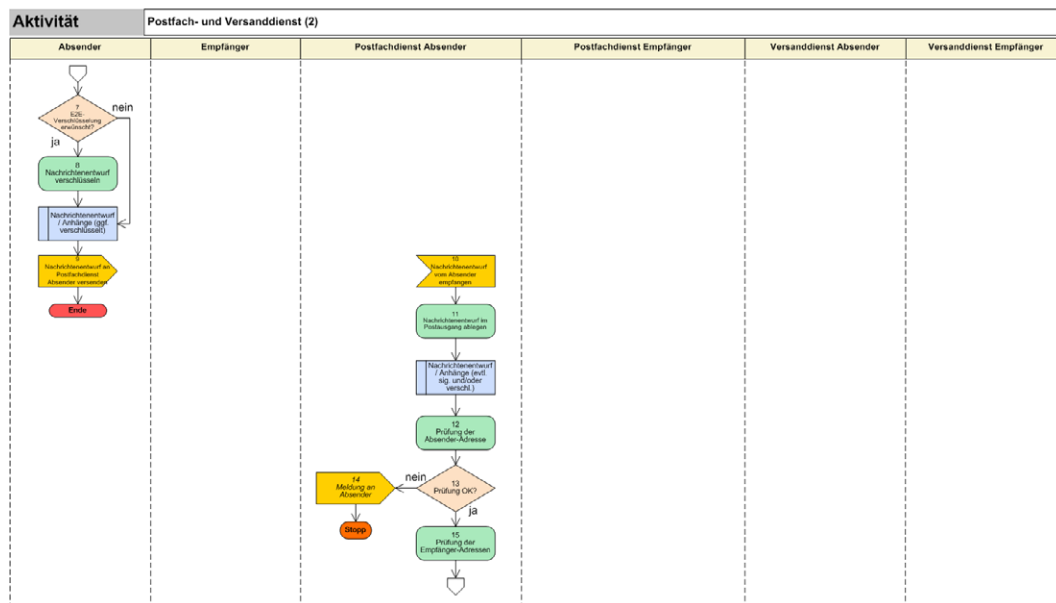 Aktivität
Postfach- und Versanddienst (2)
Absender
Empfänger
Postfachdienst Absender
Postfachdienst Empfänger
Versanddienst Absender
Versanddienst Empfänger
7
E2E-
Verschlüsselung
erwünscht?
nein
ja
8
Nachrichtenentwurf
verschlüsseln
Nachrichtenentwurf
/ Anhänge (ggf.
verschlüsselt)
9
Nachrichtenentwurf an
Postfachdienst
Absender versenden
Ende
10
Nachrichtenentwurf
vom Absender
empfangen
11
Nachrichtenentwurf im
Postausgang ablegen
Nachrichtenentwurf
/ Anhänge (evtl.
sig. und/oder
verschl.)
12
Prüfung der
Absender-Adresse
13
Prüfung OK?
nein
14
Meldung an
Absender
Stopp
ja
15
Prüfung der
Empfänger-Adressen